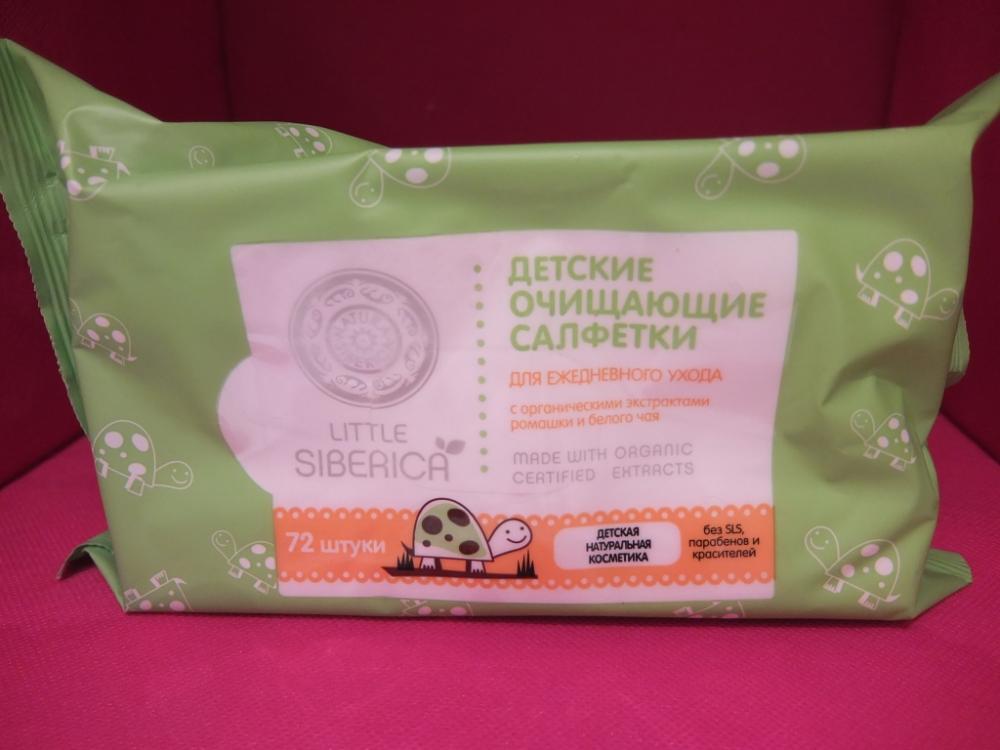 NATURA
LITTLE
SIBERICA
ДЕТСКИЕ
ОЧИЩАЮЩИЕ
САЛФЕТКИ
ДЛЯ ЕЖЕДНЕВНОГО УХОДА
с органическими экстрактами
ромашки и белого чая
MADE WITH ORGANIC
CERTIFIED EXTRACTS
72 штуки
ДЕТСКАЯ
НАТУРАЛЬНАЯ
КОСМЕТИКА
без SLS,
парабенов и
красителей